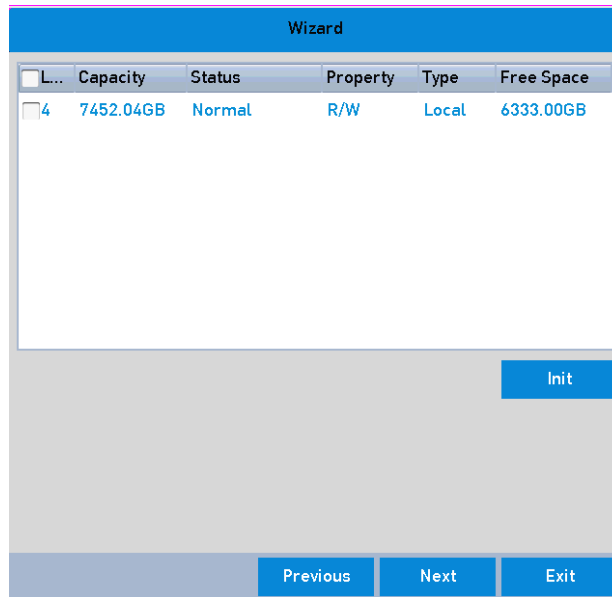 Wizard
L... Capacity Status Property Type Free Space
4 7452.04GB Normal R/W Local 6333.00GB
Init
Previous Next Exit